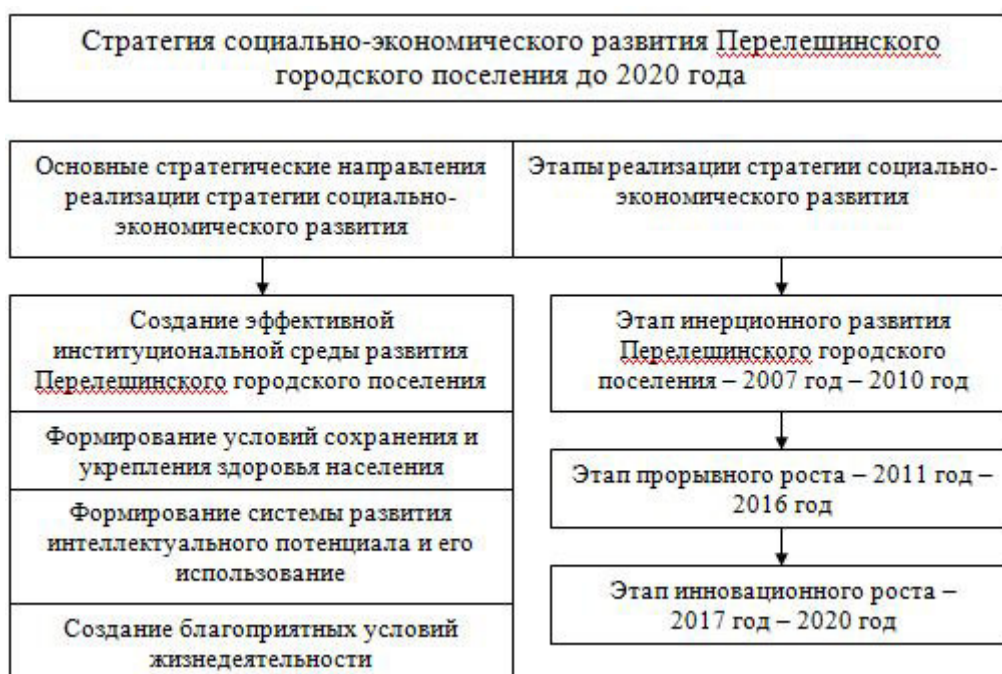 Стратегия социально-экономического развития Перелешинского
городского поселения до 2020 года
Основные стратегические направления
реализации стратегии социально-
экономического развития
Этапы реализации стратегии социально-
экономического развития
Создание эффективной
институциональной среды развития
Перелешинского городского поселения
Формирование условий сохранения и
укрепления здоровья населения
Формирование системы развития
интеллектуального потенциала и его
использование
Создание благоприятных условий
жизнедеятельности
Этап инерционного развития
Перелешинского городского
поселения – 2007 год – 2010 год
Этап прорывного роста – 2011 год –
2016 год
Этап инновационного роста –
2017 год – 2020 год